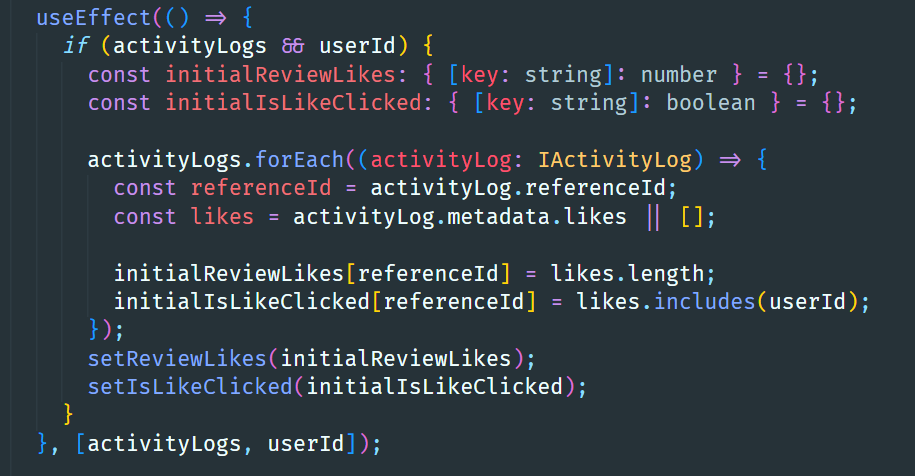 useEffect(() => {
  if (activityLogs && userId) {
    const initialReviewLikes: { [key: string]: number } = {};
    const initialIsLikeClicked: { [key: string]: boolean } = {};

    activityLogs.forEach((activityLog: IActivityLog) => {
      const referenceId = activityLog.referenceId;
      const likes = activityLog.metadata.likes || [];

      initialReviewLikes[referenceId] = likes.length;
      initialIsLikeClicked[referenceId] = likes.includes(userId);
    });
    setReviewLikes(initialReviewLikes);
    setIsLikeClicked(initialIsLikeClicked);
  }
}, [activityLogs, userId]);